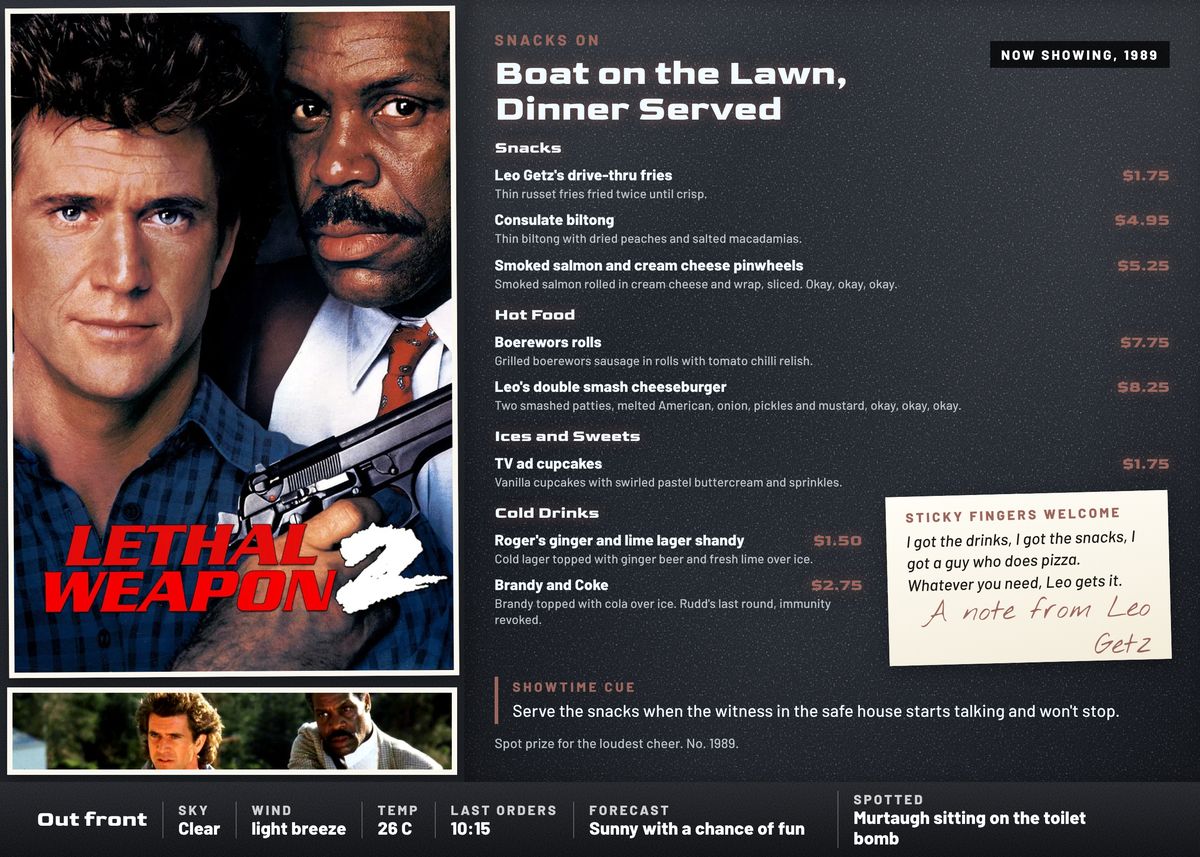 LETHAL
WEAPON 2
SNACKS ON
NOW SHOWING, 1989
Boat on the Lawn,
Dinner Served
Snacks
Leo Getz's drive-thru fries $1.75
Thin russet fries fried twice until crisp.
Consulate biltong $4.95
Thin biltong with dried peaches and salted macadamias.
Smoked salmon and cream cheese pinwheels $5.25
Smoked salmon rolled in cream cheese and wrap, sliced. Okay, okay, okay.
Hot Food
Boerewors rolls $7.75
Grilled boerewors sausage in rolls with tomato chilli relish.
Leo's double smash cheeseburger $8.25
Two smashed patties, melted American, onion, pickles and mustard, okay, okay, okay.
Ices and Sweets
TV ad cupcakes $1.75
Vanilla cupcakes with swirled pastel buttercream and sprinkles.
Cold Drinks
Roger's ginger and lime lager shandy $1.50
Cold lager topped with ginger beer and fresh lime over ice.
Brandy and Coke $2.75
Brandy topped with cola over ice. Rudd's last round, immunity
revoked.
STICKY FINGERS WELCOME
I got the drinks, I got the snacks, I
got a guy who does pizza.
Whatever you need, Leo gets it.
A note from Leo
Getz
SHOWTIME CUE
Serve the snacks when the witness in the safe house starts talking and won't stop.
Spot prize for the loudest cheer. No. 1989.
Out front
SKY
Clear
WIND
light breeze
TEMP
26 C
LAST ORDERS
10:15
FORECAST
Sunny with a chance of fun
SPOTTED
Murtaugh sitting on the toilet
bomb